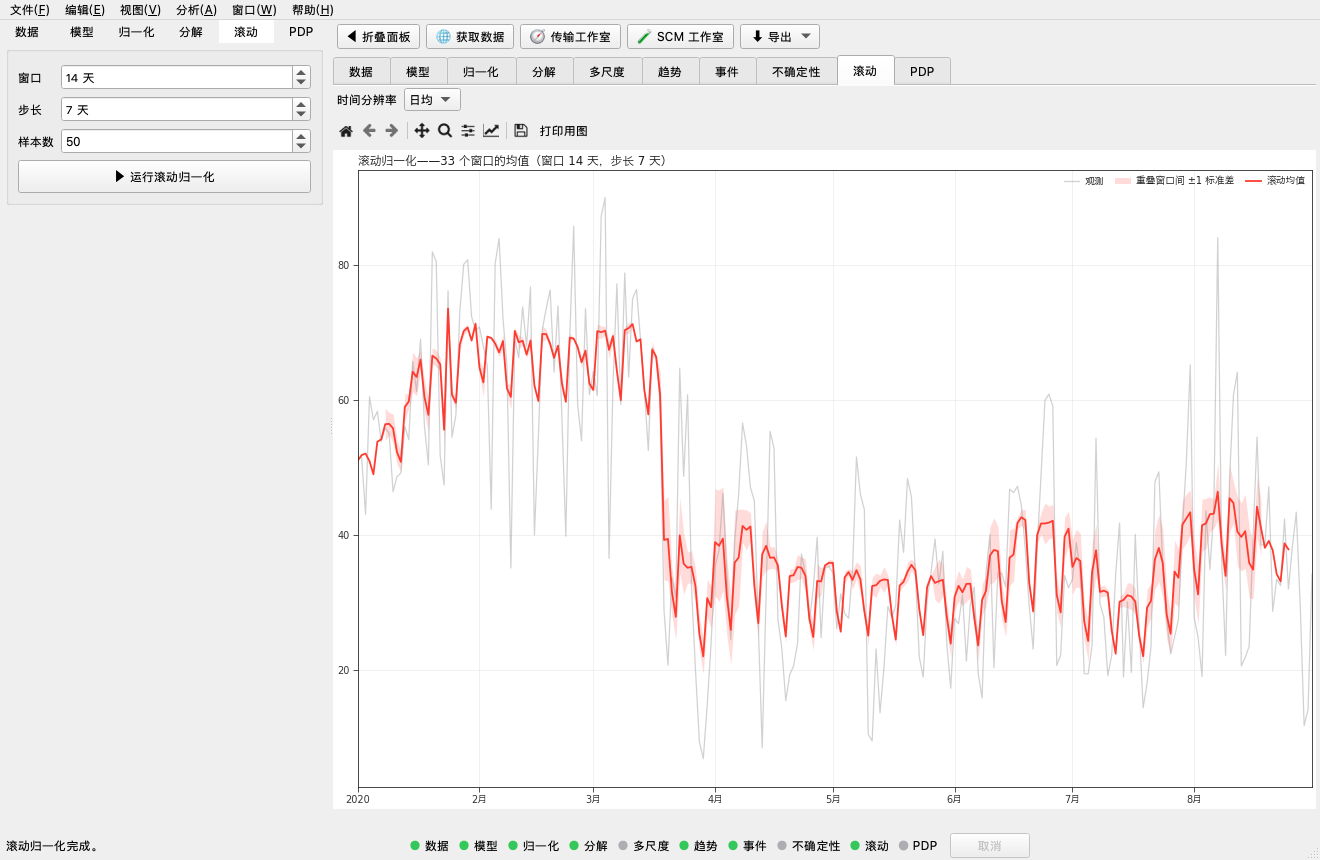 文件(F) 编辑(E) 视图(V) 分析(A) 窗口(W) 帮助(H)
数据 模型 归一化 分解 滚动 PDP
窗口 14 天
步长 7 天
样本数 50
运行滚动归一化
折叠面板 获取数据 传输工作室 SCM 工作室 导出
数据 模型 归一化 分解 多尺度 趋势 事件 不确定性 滚动 PDP
时间分辨率 日均
打印用图
滚动归一化——33 个窗口的均值（窗口 14 天，步长 7 天）
观测 重叠窗口间 ±1 标准差 滚动均值
80
60
40
20
2020 2月 3月 4月 5月 6月 7月 8月
滚动归一化完成。 数据 模型 归一化 分解 多尺度 趋势 事件 不确定性 滚动 PDP 取消